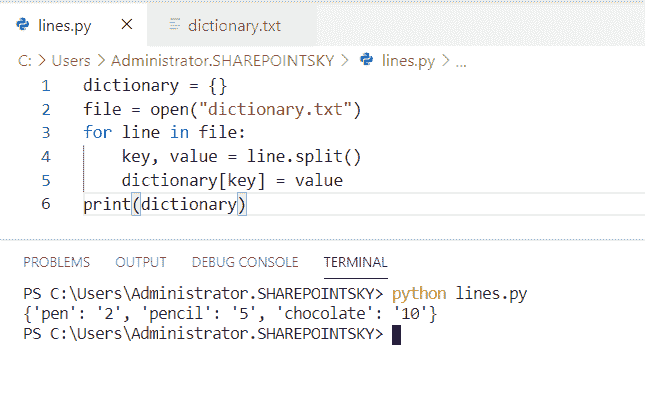 lines.py × dictionary.txt
C: > Users > Administrator.SHAREPOINTSKY > lines.py > ...
1 dictionary = {}
2 file = open("dictionary.txt")
3 for line in file:
4     key, value = line.split()
5     dictionary[key] = value
6 print(dictionary)
PROBLEMS OUTPUT DEBUG CONSOLE TERMINAL
PS C:\Users\Administrator.SHAREPOINTSKY> python lines.py
{'pen': '2', 'pencil': '5', 'chocolate': '10'}
PS C:\Users\Administrator.SHAREPOINTSKY>